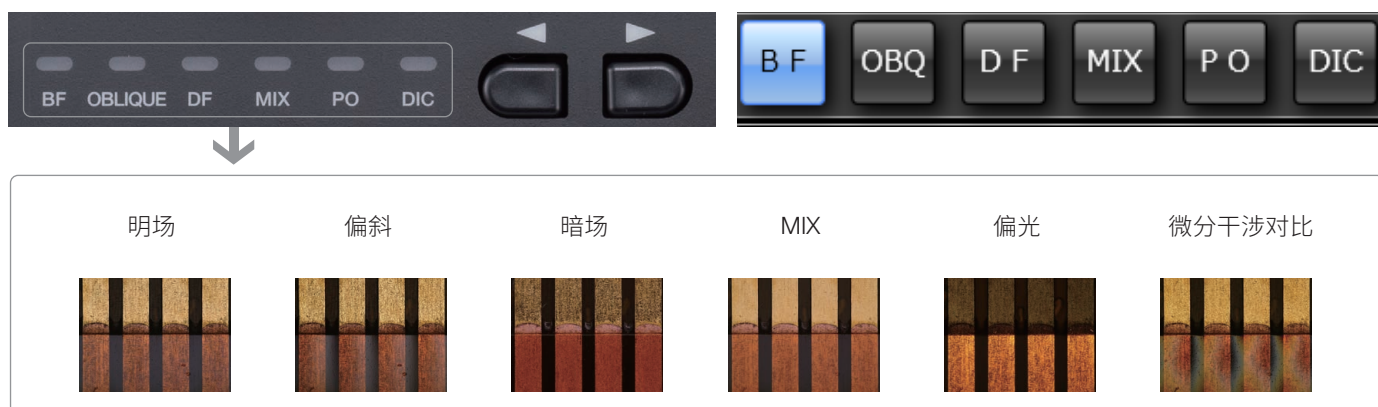 BF OBLIQUE DF MIX PO DIC
B F OBQ D F MIX P O DIC
明场 偏斜 暗场 MIX 偏光 微分干涉对比